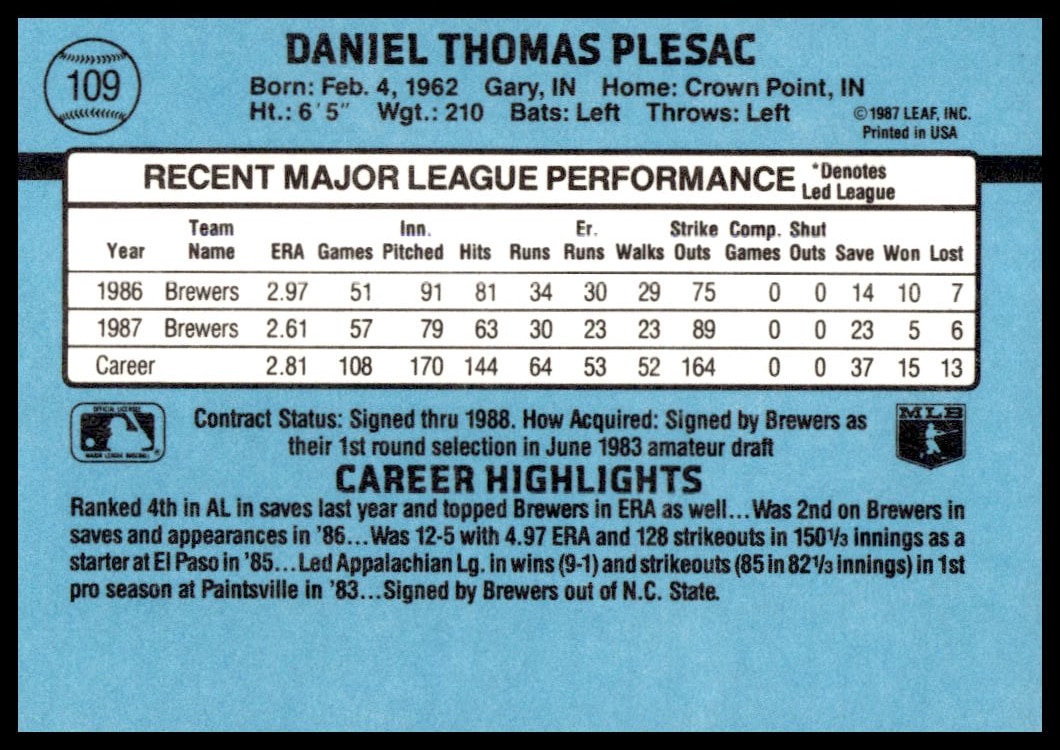 109
DANIEL THOMAS PLESAC
Born: Feb. 4, 1962 Gary, IN Home: Crown Point, IN
Ht.: 6'5" Wgt.: 210 Bats: Left Throws: Left
©1987 LEAF, INC.
Printed in USA
RECENT MAJOR LEAGUE PERFORMANCE *Denotes Led League
Year Team Name ERA Games Inn. Pitched Hits Runs Er. Runs Walks Strike Outs Comp. Games Shut Outs Save Won Lost
1986 Brewers 2.97 51 91 81 34 30 29 75 0 0 14 10 7
1987 Brewers 2.61 57 79 63 30 23 23 89 0 0 23 5 6
Career 2.81 108 170 144 64 53 52 164 0 0 37 15 13
OFFICIAL LICENSEE
MAJOR LEAGUE BASEBALL®
Contract Status: Signed thru 1988. How Acquired: Signed by Brewers as
their 1st round selection in June 1983 amateur draft
MLB
CAREER HIGHLIGHTS
Ranked 4th in AL in saves last year and topped Brewers in ERA as well...Was 2nd on Brewers in
saves and appearances in '86...Was 12-5 with 4.97 ERA and 128 strikeouts in 150⅓ innings as a
starter at El Paso in '85...Led Appalachian Lg. in wins (9-1) and strikeouts (85 in 82⅓ innings) in 1st
pro season at Paintsville in '83...Signed by Brewers out of N.C. State.